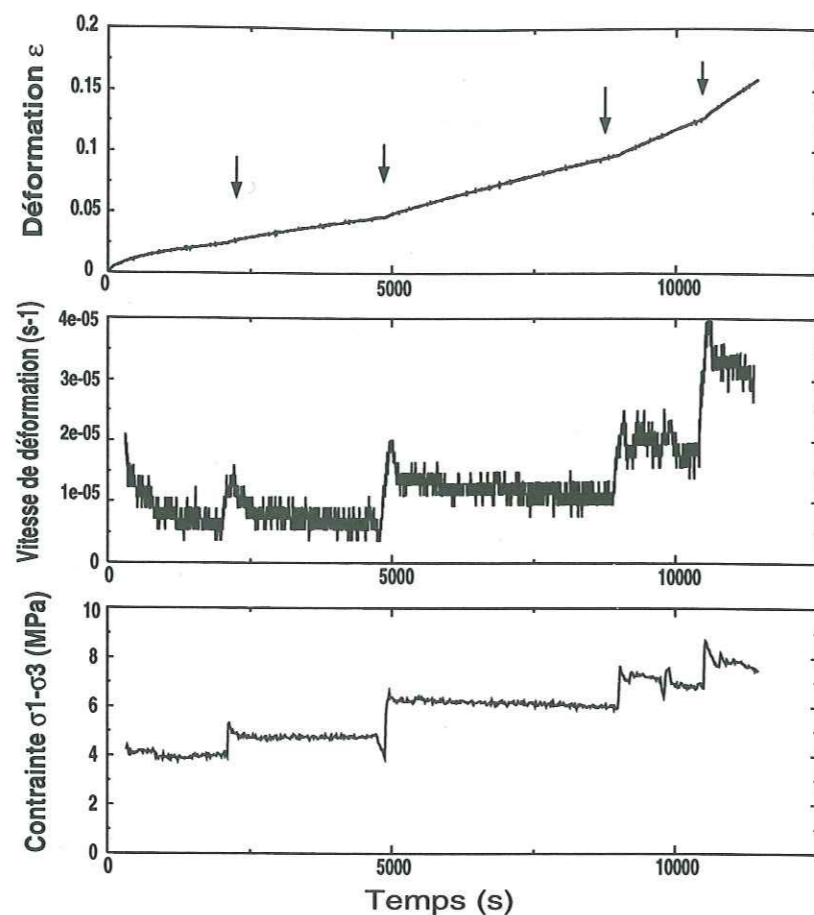 Déformation ε
0.2
0.15
0.1
0.05
0
0
5000
10000
Vitesse de déformation (s-1)
4e-05
3e-05
2e-05
1e-05
0
0
5000
10000
Contrainte σ1-σ3 (MPa)
10
8
6
4
2
0
0
5000
10000
Temps (s)